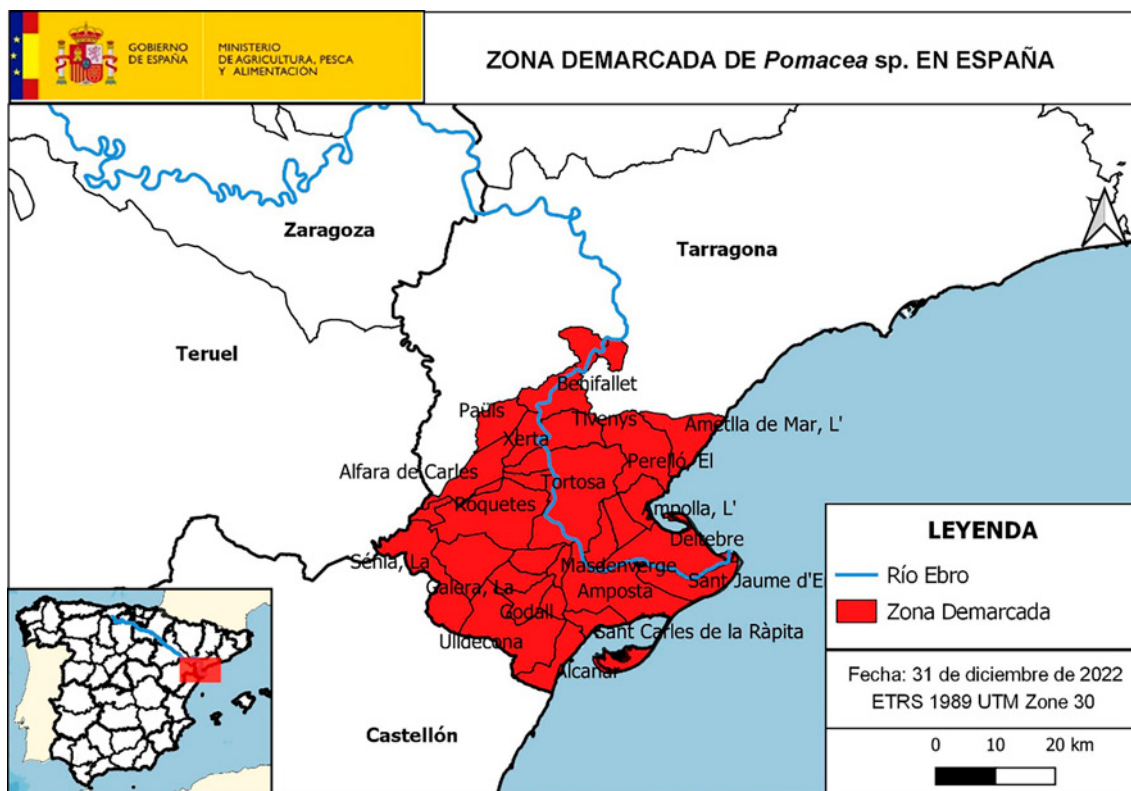 GOBIERNO
DE ESPAÑA
MINISTERIO
DE AGRICULTURA, PESCA
Y ALIMENTACIÓN
ZONA DEMARCADA DE Pomacea sp. EN ESPAÑA
Zaragoza
Tarragona
Teruel
Benifallet
Paüls
Tivenys
Ametlla de Mar, L'
Xerta
Perelló, El
Alfara de Carles
Tortosa
Roquetes
Ampolla, L'
Deltebre
Sénia, La
Masdenverge
Sant Jaume d'E
Galera, La
Amposta
Godall
Sant Carles de la Ràpita
Ulldecona
Alcanar
Castellón
LEYENDA
Río Ebro
Zona Demarcada
Fecha: 31 de diciembre de 2022
ETRS 1989 UTM Zone 30
0 10 20 km